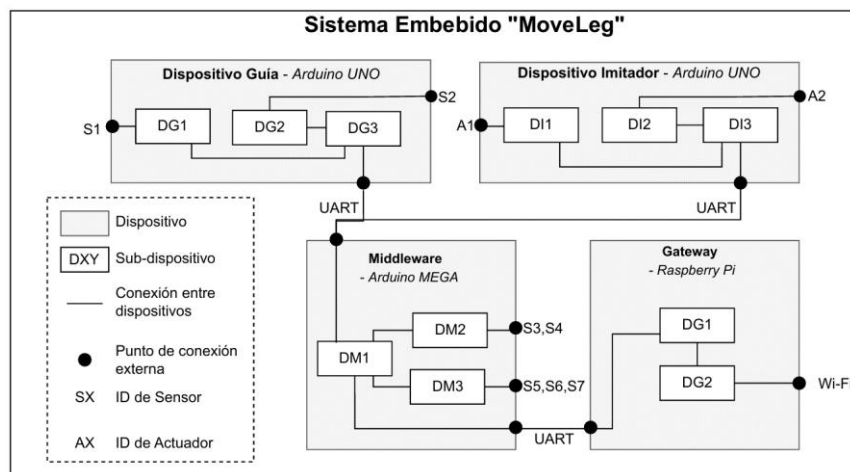 Sistema Embebido "MoveLeg"
Dispositivo Guía - Arduino UNO
S2
S1
DG1
DG2
DG3
UART
Dispositivo Imitador - Arduino UNO
A2
A1
DI1
DI2
DI3
UART
Dispositivo
DXY
Sub-dispositivo
Conexión entre
dispositivos
Punto de conexión
externa
SX
ID de Sensor
AX
ID de Actuador
Middleware
- Arduino MEGA
DM1
DM2
S3,S4
DM3
S5,S6,S7
UART
Gateway
- Raspberry Pi
DG1
DG2
Wi-Fi